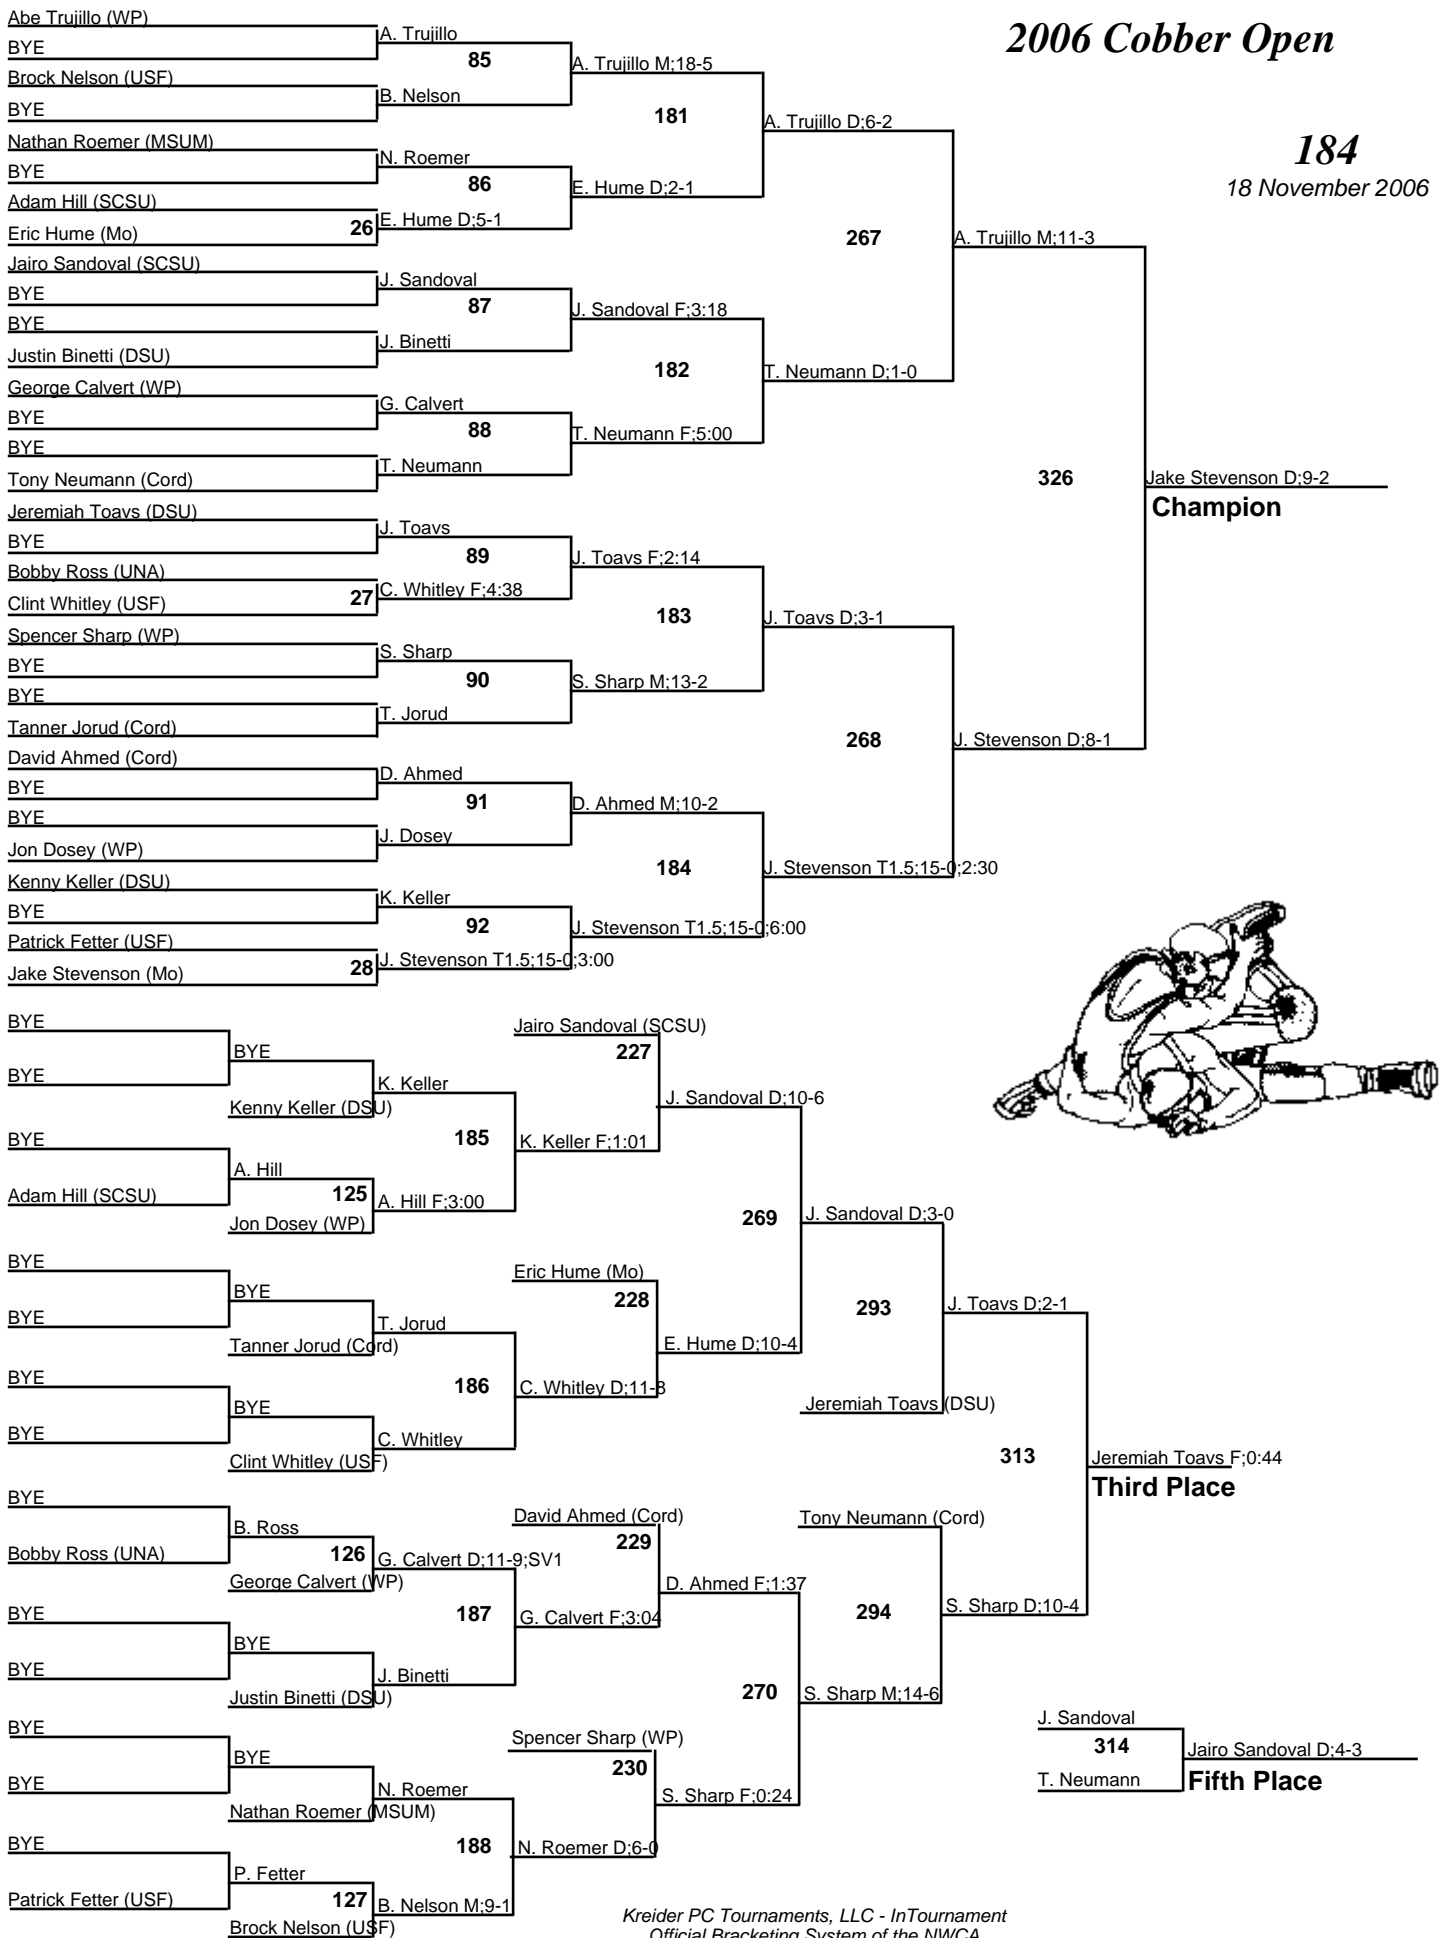 2006 Cobber Open
184
18 November 2006
Abe Trujillo (WP)
BYE
Brock Nelson (USF)
BYE
Nathan Roemer (MSUM)
BYE
Adam Hill (SCSU)
Eric Hume (Mo)
Jairo Sandoval (SCSU)
BYE
BYE
Justin Binetti (DSU)
George Calvert (WP)
BYE
BYE
Tony Neumann (Cord)
Jeremiah Toavs (DSU)
BYE
Bobby Ross (UNA)
Clint Whitley (USF)
Spencer Sharp (WP)
BYE
BYE
Tanner Jorud (Cord)
David Ahmed (Cord)
BYE
BYE
Jon Dosey (WP)
Kenny Keller (DSU)
BYE
Patrick Fetter (USF)
Jake Stevenson (Mo)
26
27
28
A. Trujillo
85
B. Nelson
N. Roemer
86
E. Hume D;5-1
J. Sandoval
87
J. Binetti
G. Calvert
88
T. Neumann
J. Toavs
89
C. Whitley F;4:38
S. Sharp
90
T. Jorud
D. Ahmed
91
J. Dosey
K. Keller
92
J. Stevenson T1.5;15-0;3:00
A. Trujillo M;18-5
181
E. Hume D;2-1
J. Sandoval F;3:18
182
T. Neumann F;5:00
J. Toavs F;2:14
183
S. Sharp M;13-2
D. Ahmed M;10-2
184
J. Stevenson T1.5;15-0;6:00
A. Trujillo D;6-2
267
T. Neumann D;1-0
J. Toavs D;3-1
268
J. Stevenson T1.5;15-0;2:30
A. Trujillo M;11-3
326
J. Stevenson D;8-1
Jake Stevenson D;9-2
Champion
BYE
BYE
BYE
Adam Hill (SCSU)
BYE
BYE
BYE
BYE
BYE
Bobby Ross (UNA)
BYE
BYE
BYE
BYE
BYE
Patrick Fetter (USF)
BYE
Kenny Keller (DSU)
A. Hill
125
Jon Dosey (WP)
BYE
Tanner Jorud (Cord)
BYE
Clint Whitley (USF)
B. Ross
126
George Calvert (WP)
BYE
Justin Binetti (DSU)
BYE
Nathan Roemer (MSUM)
P. Fetter
127
Brock Nelson (USF)
K. Keller
185
A. Hill F;3:00
T. Jorud
186
C. Whitley
G. Calvert D;11-9;SV1
187
J. Binetti
N. Roemer
188
B. Nelson M;9-1
Jairo Sandoval (SCSU)
227
K. Keller F;1:01
Eric Hume (Mo)
228
C. Whitley D;11-8
David Ahmed (Cord)
229
G. Calvert F;3:04
Spencer Sharp (WP)
230
N. Roemer D;6-0
J. Sandoval D;10-6
269
E. Hume D;10-4
D. Ahmed F;1:37
270
S. Sharp F;0:24
J. Sandoval D;3-0
293
Jeremiah Toavs (DSU)
Tony Neumann (Cord)
294
S. Sharp M;14-6
J. Toavs D;2-1
313
S. Sharp D;10-4
Jeremiah Toavs F;0:44
Third Place
J. Sandoval
314
T. Neumann
Jairo Sandoval D;4-3
Fifth Place
Kreider PC Tournaments, LLC - InTournament
Official Bracketing System of the NWCA